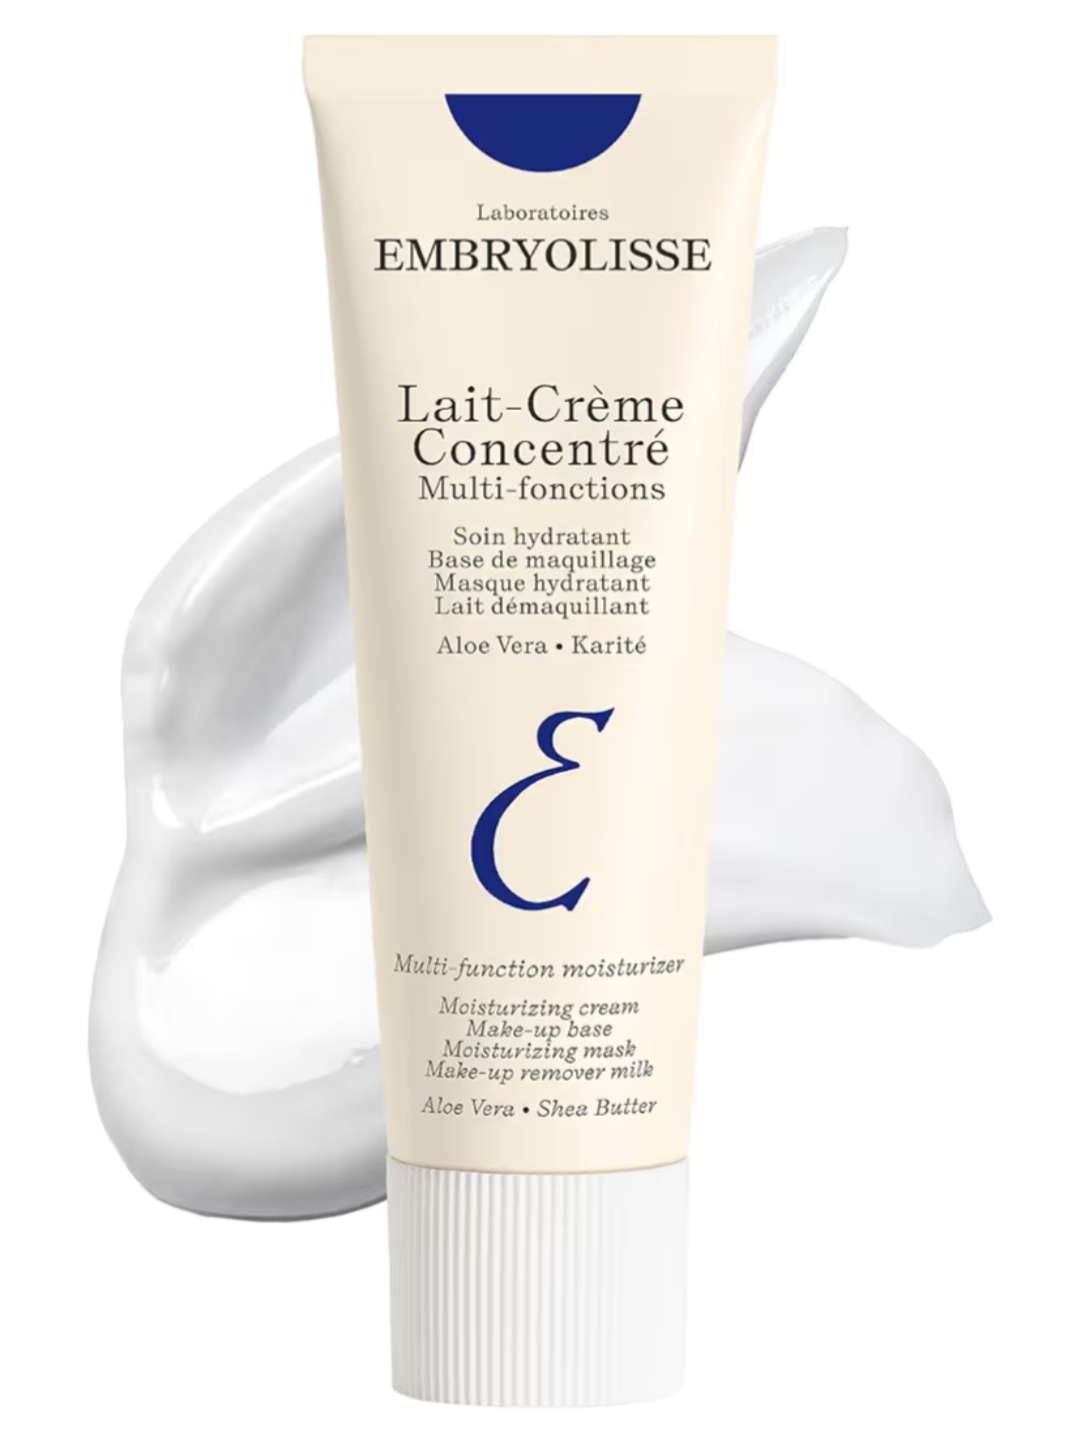 Laboratoires
EMBRYOLISSE
Lait-Crème
Concentré
Multi-fonctions
Soin hydratant
Base de maquillage
Masque hydratant
Lait démaquillant
Aloe Vera • Karité
E
Multi-function moisturizer
Moisturizing cream
Make-up base
Moisturizing mask
Make-up remover milk
Aloe Vera • Shea Butter